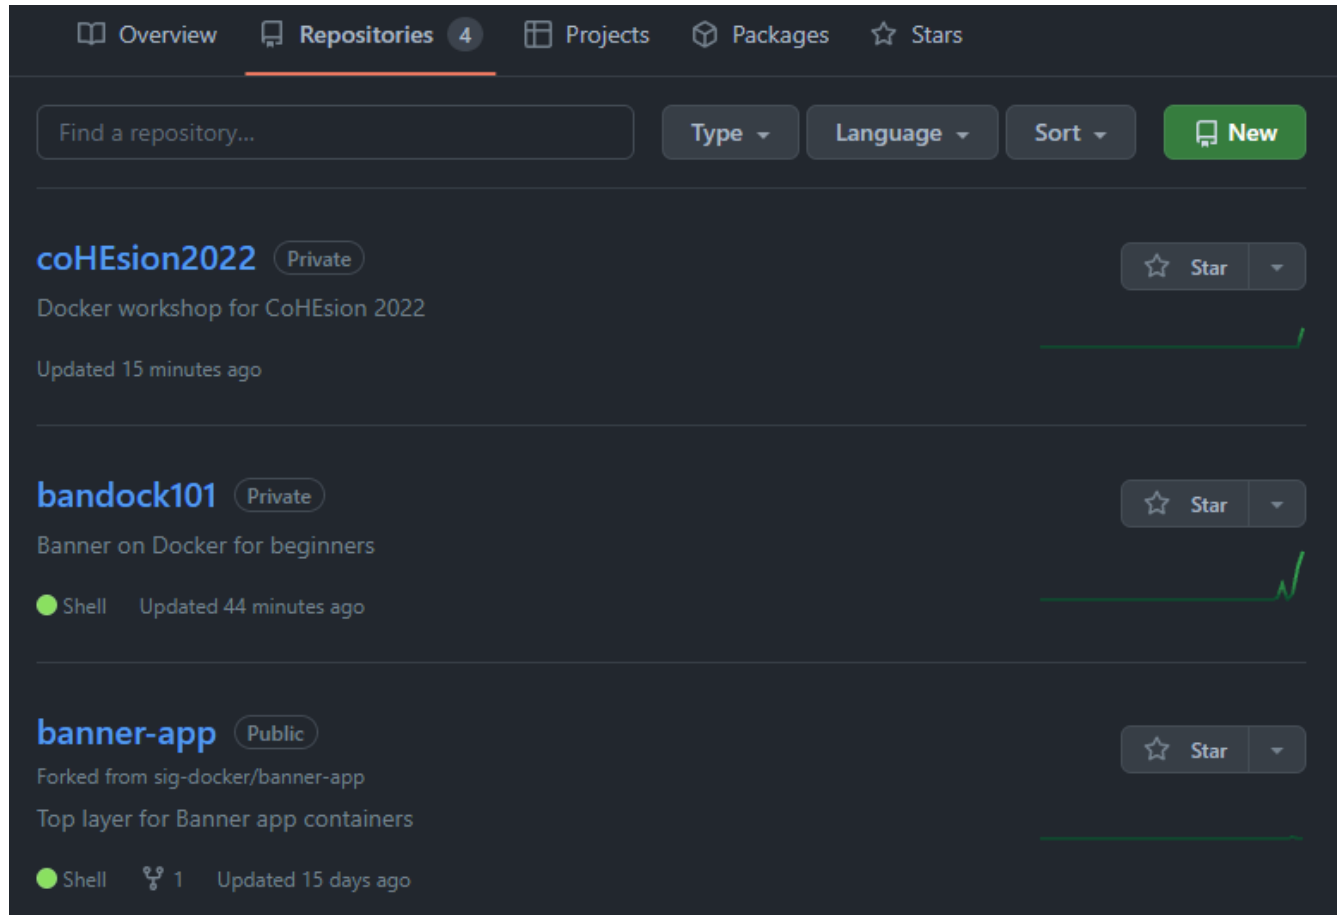 Overview Repositories 4 Projects Packages Stars
Find a repository... Type Language Sort New
coHEsion2022 Private Star
Docker workshop for CoHEsion 2022
Updated 15 minutes ago
bandock101 Private Star
Banner on Docker for beginners
Shell Updated 44 minutes ago
banner-app Public Star
Forked from sig-docker/banner-app
Top layer for Banner app containers
Shell 1 Updated 15 days ago